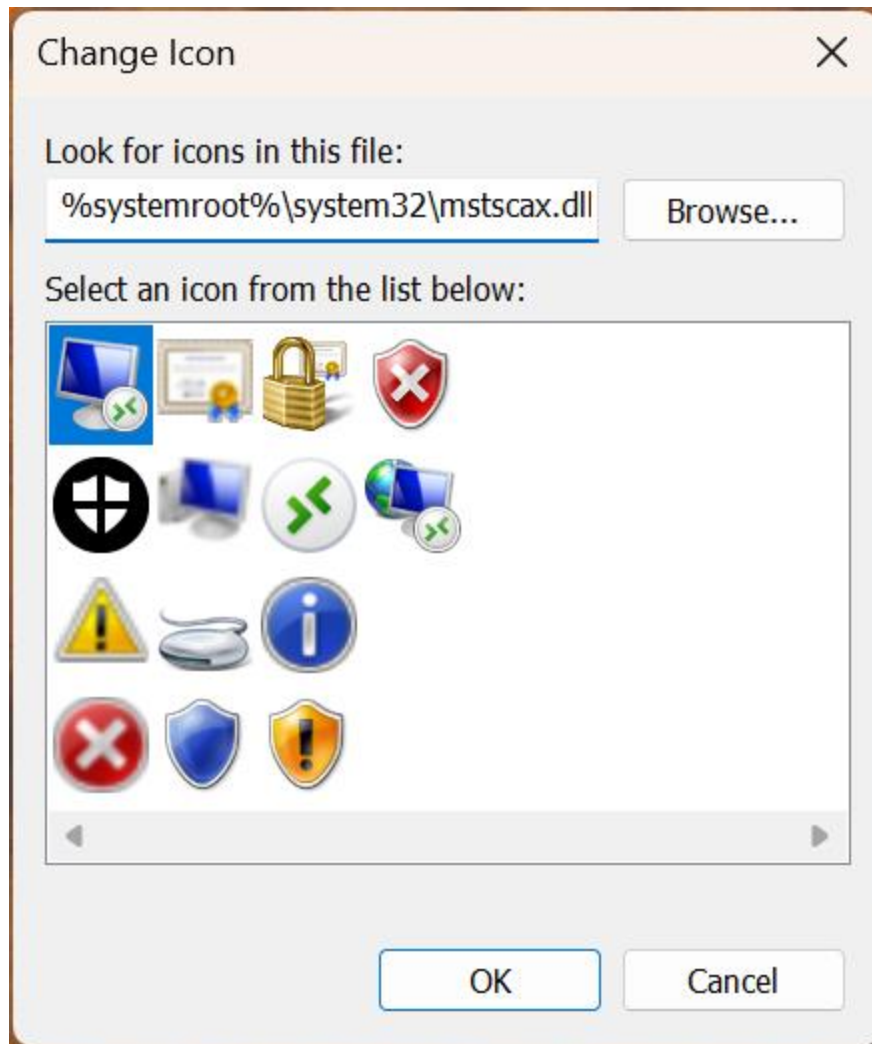 Change Icon
Look for icons in this file:
%systemroot%\system32\mstscax.dll
Browse...
Select an icon from the list below:
OK
Cancel